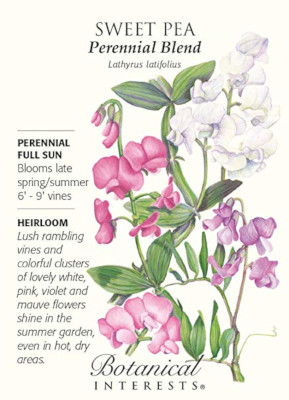 SWEET PEA
Perennial Blend
Lathyrus latifolius
PERENNIAL
FULL SUN
Blooms late
spring/summer
6' - 9' vines
HEIRLOOM
Lush rambling
vines and
colorful clusters
of lovely white,
pink, violet and
mauve flowers
shine in the
summer garden,
even in hot, dry
areas.
Botanical
INTERESTS®